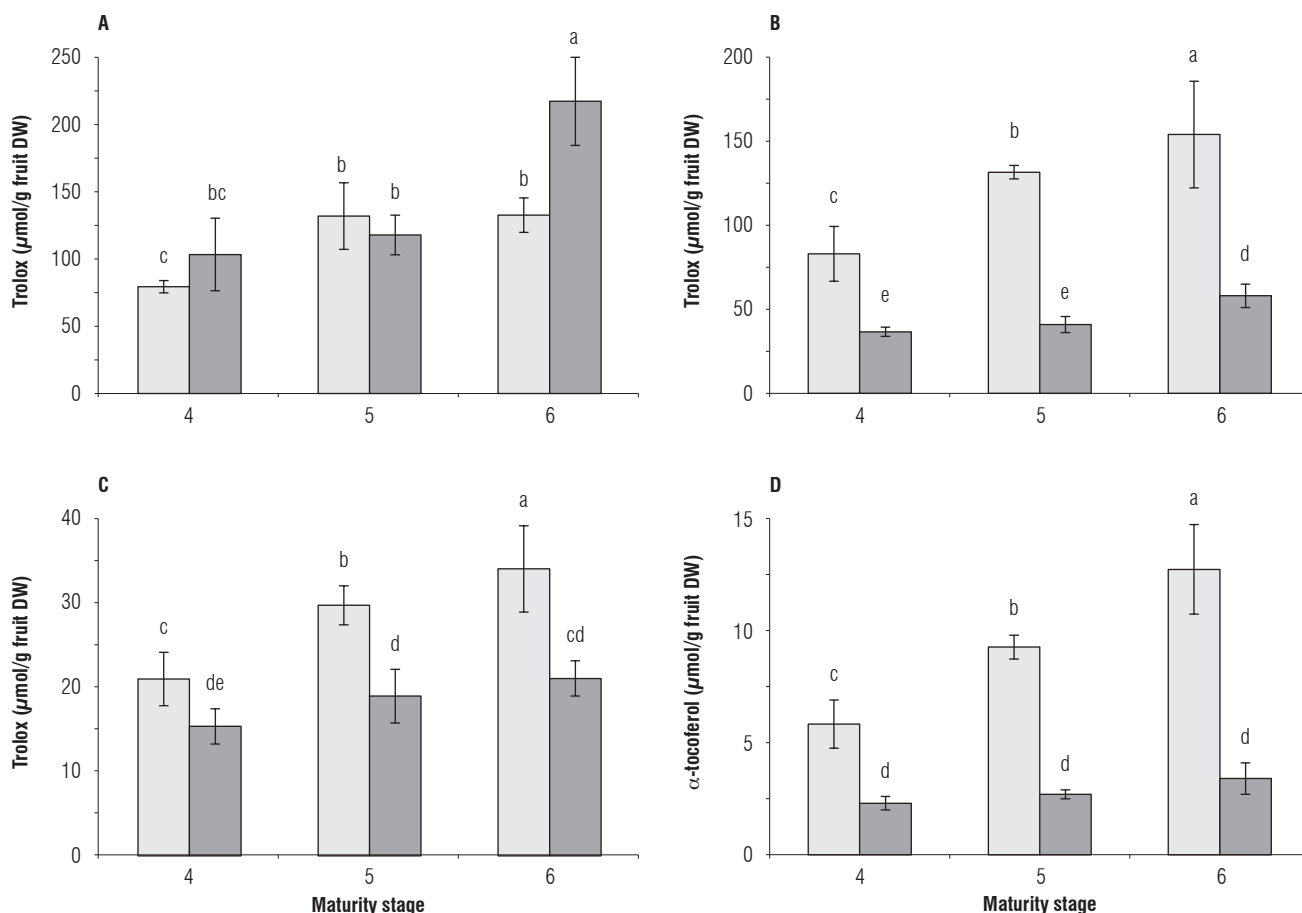 A
Trolox (µmol/g fruit DW)
250
200
150
100
50
0
c
bc
b
b
b
a
4
5
6
B
Trolox (µmol/g fruit DW)
200
150
100
50
0
c
e
b
e
a
d
4
5
6
C
Trolox (µmol/g fruit DW)
40
30
20
10
0
c
de
b
d
a
cd
4
5
6
Maturity stage
D
α-tocoferol (µmol/g fruit DW)
15
10
5
0
c
d
b
d
a
d
4
5
6
Maturity stage